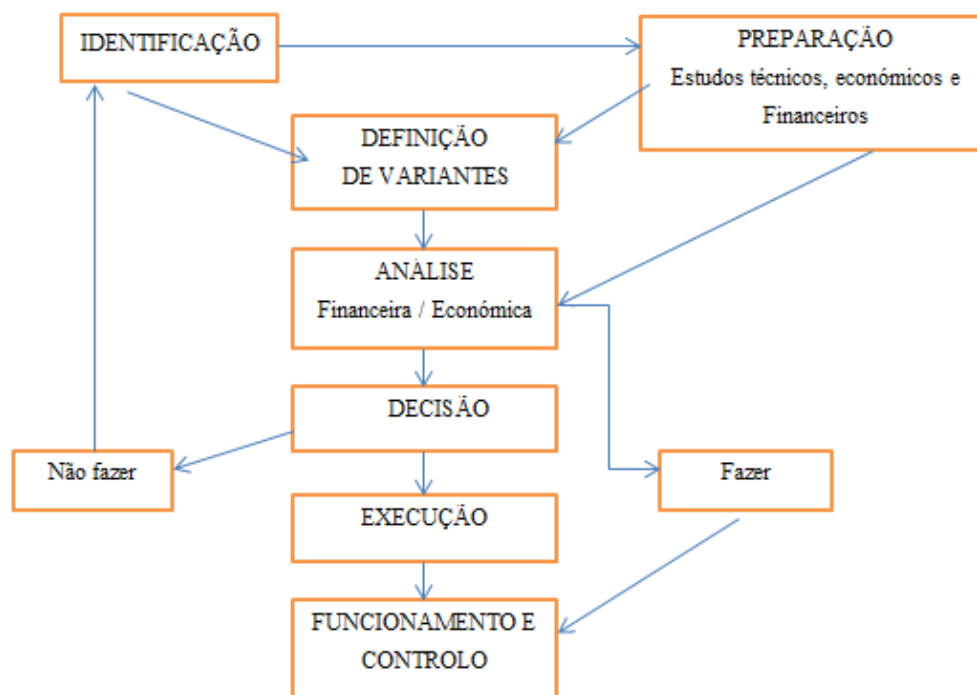 IDENTIFICAÇÃO
PREPARAÇÃO
Estudos técnicos, económicos e
Financeiros
DEFINIÇÃO
DE VARIANTES
ANÁLISE
Financeira / Económica
DECISÃO
Não fazer
Fazer
EXECUÇÃO
FUNCIONAMENTO E
CONTROLO